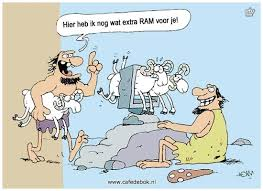 Hier heb ik nog wat extra RAM voor je!
www.cafedebok.nl